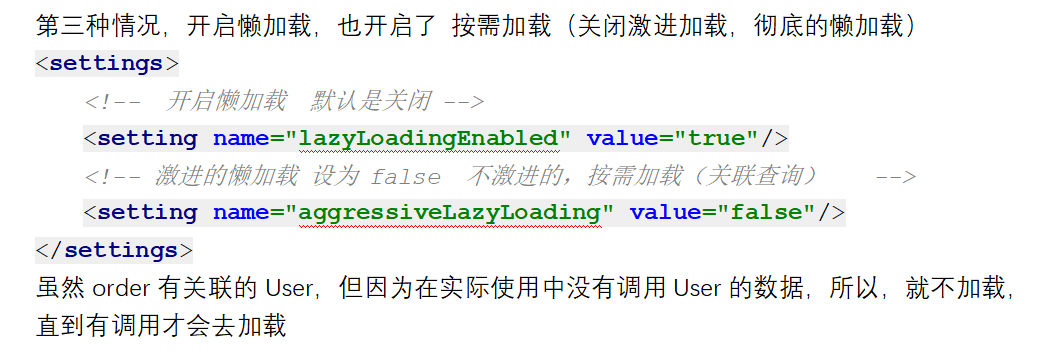 第三种情况，开启懒加载，也开启了 按需加载（关闭激进加载，彻底的懒加载）
<settings>
<!-- 开启懒加载 默认是关闭 -->
<setting name="lazyLoadingEnabled" value="true"/>
<!-- 激进的懒加载 设为 false 不激进的，按需加载（关联查询） -->
<setting name="aggressiveLazyLoading" value="false"/>
</settings>
虽然 order 有关联的 User，但因为在实际使用中没有调用 User 的数据，所以，就不加载，
直到有调用才会去加载